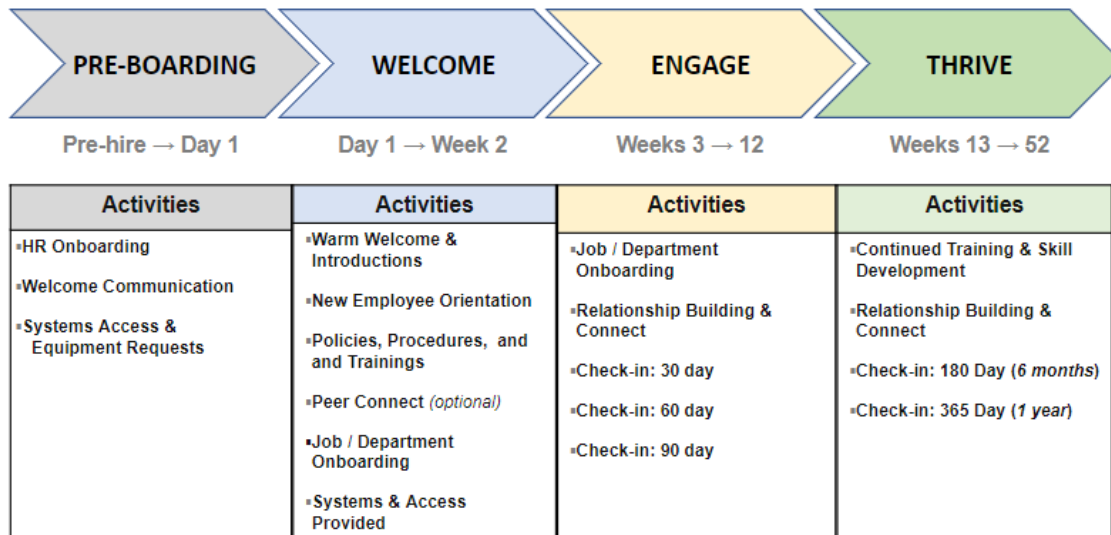 PRE-BOARDING
WELCOME
ENGAGE
THRIVE
Pre-hire → Day 1
Day 1 → Week 2
Weeks 3 → 12
Weeks 13 → 52
Activities
▪HR Onboarding
▪Welcome Communication
▪Systems Access &
Equipment Requests
Activities
▪Warm Welcome &
Introductions
▪New Employee Orientation
▪Policies, Procedures, and
and Trainings
▪Peer Connect (optional)
▪Job / Department
Onboarding
▪Systems & Access
Provided
Activities
▪Job / Department
Onboarding
▪Relationship Building &
Connect
▪Check-in: 30 day
▪Check-in: 60 day
▪Check-in: 90 day
Activities
▪Continued Training & Skill
Development
▪Relationship Building &
Connect
▪Check-in: 180 Day (6 months)
▪Check-in: 365 Day (1 year)